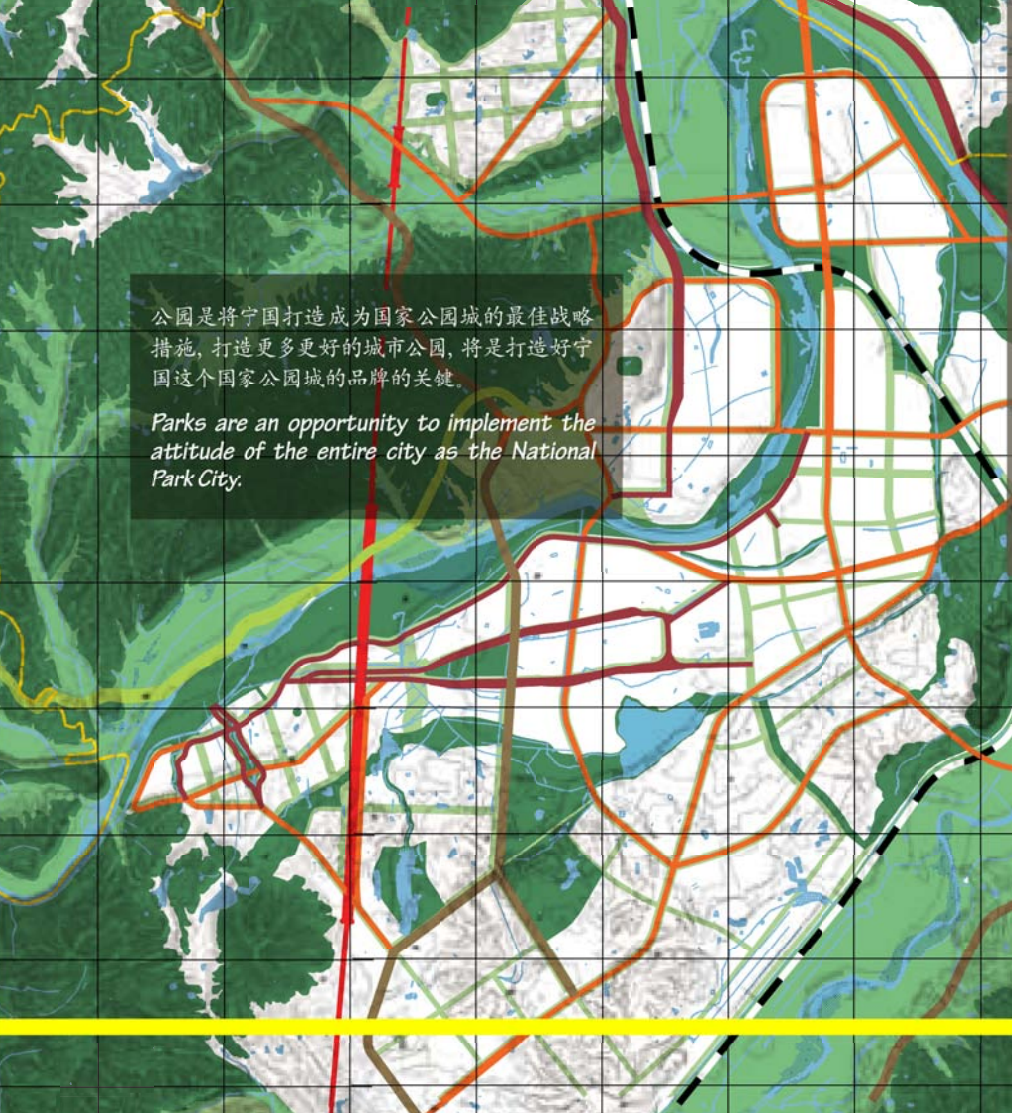 公园是将宁国打造成为国家公园城的最佳战略
措施, 打造更多更好的城市公园, 将是打造好宁
国这个国家公园城的品牌的关键。
Parks are an opportunity to implement the
attitude of the entire city as the National
Park City.